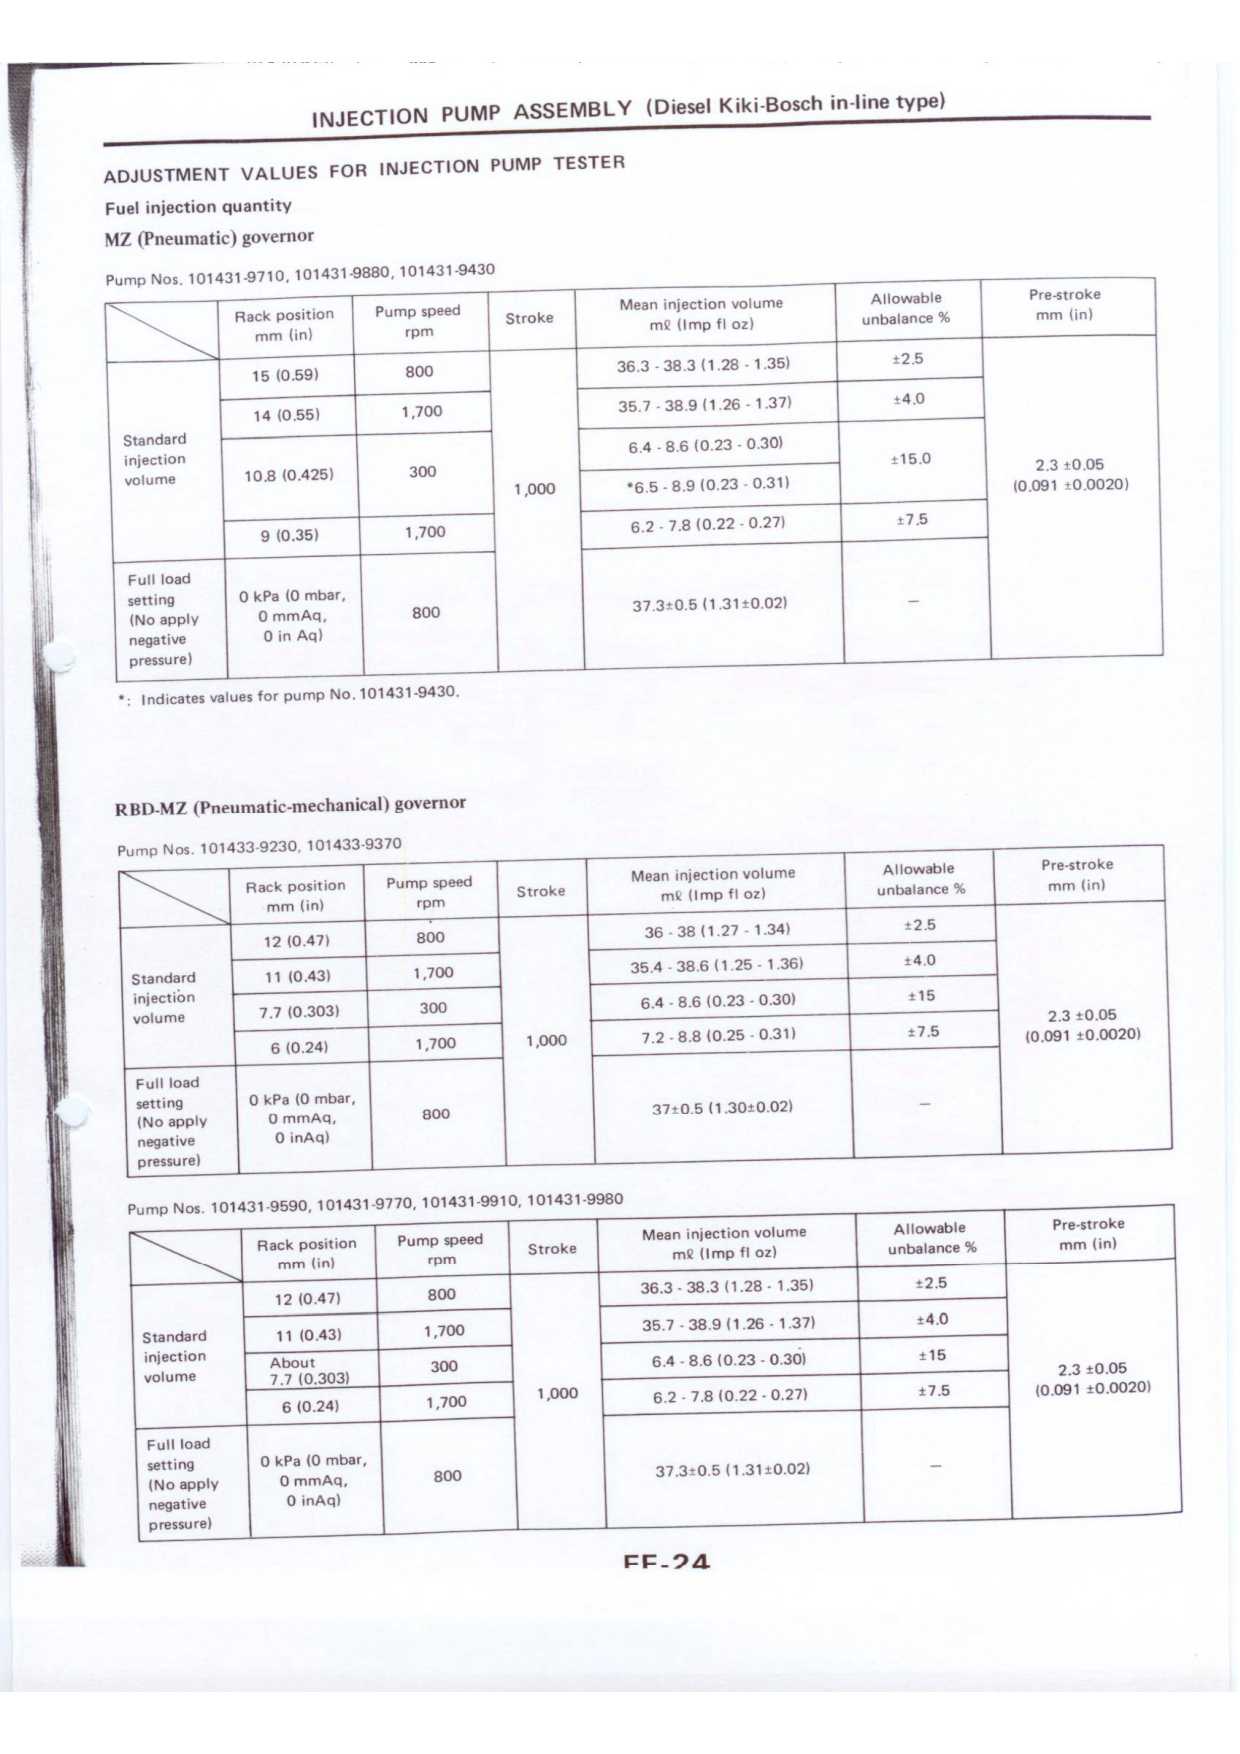 INJECTION PUMP ASSEMBLY (Diesel Kiki-Bosch in-line type)
ADJUSTMENT VALUES FOR INJECTION PUMP TESTER
Fuel injection quantity
MZ (Pneumatic) governor
Pump Nos. 101431-9710, 101431-9880, 101431-9430
Rack position mm (in) Pump speed rpm Stroke Mean injection volume mℓ (Imp fl oz) Allowable unbalance % Pre-stroke mm (in)
Standard injection volume
15 (0.59) 800 36.3 - 38.3 (1.28 - 1.35) ±2.5
14 (0.55) 1,700 35.7 - 38.9 (1.26 - 1.37) ±4.0
10.8 (0.425) 300 6.4 - 8.6 (0.23 - 0.30) ±15.0
*6.5 - 8.9 (0.23 - 0.31)
1,000
2.3 ±0.05
(0.091 ±0.0020)
9 (0.35) 1,700 6.2 - 7.8 (0.22 - 0.27) ±7.5
Full load setting (No apply negative pressure)
0 kPa (0 mbar, 0 mmAq, 0 in Aq) 800 37.3±0.5 (1.31±0.02) —
*: Indicates values for pump No. 101431-9430.
RBD-MZ (Pneumatic-mechanical) governor
Pump Nos. 101433-9230, 101433-9370
Rack position mm (in) Pump speed rpm Stroke Mean injection volume mℓ (Imp fl oz) Allowable unbalance % Pre-stroke mm (in)
Standard injection volume
12 (0.47) 800 36 - 38 (1.27 - 1.34) ±2.5
11 (0.43) 1,700 35.4 - 38.6 (1.25 - 1.36) ±4.0
7.7 (0.303) 300 6.4 - 8.6 (0.23 - 0.30) ±15
6 (0.24) 1,700 7.2 - 8.8 (0.25 - 0.31) ±7.5
1,000
2.3 ±0.05
(0.091 ±0.0020)
Full load setting (No apply negative pressure)
0 kPa (0 mbar, 0 mmAq, 0 inAq) 800 37±0.5 (1.30±0.02) —
Pump Nos. 101431-9590, 101431-9770, 101431-9910, 101431-9980
Rack position mm (in) Pump speed rpm Stroke Mean injection volume mℓ (Imp fl oz) Allowable unbalance % Pre-stroke mm (in)
Standard injection volume
12 (0.47) 800 36.3 - 38.3 (1.28 - 1.35) ±2.5
11 (0.43) 1,700 35.7 - 38.9 (1.26 - 1.37) ±4.0
About 7.7 (0.303) 300 6.4 - 8.6 (0.23 - 0.30) ±15
6 (0.24) 1,700 6.2 - 7.8 (0.22 - 0.27) ±7.5
1,000
2.3 ±0.05
(0.091 ±0.0020)
Full load setting (No apply negative pressure)
0 kPa (0 mbar, 0 mmAq, 0 inAq) 800 37.3±0.5 (1.31±0.02) —